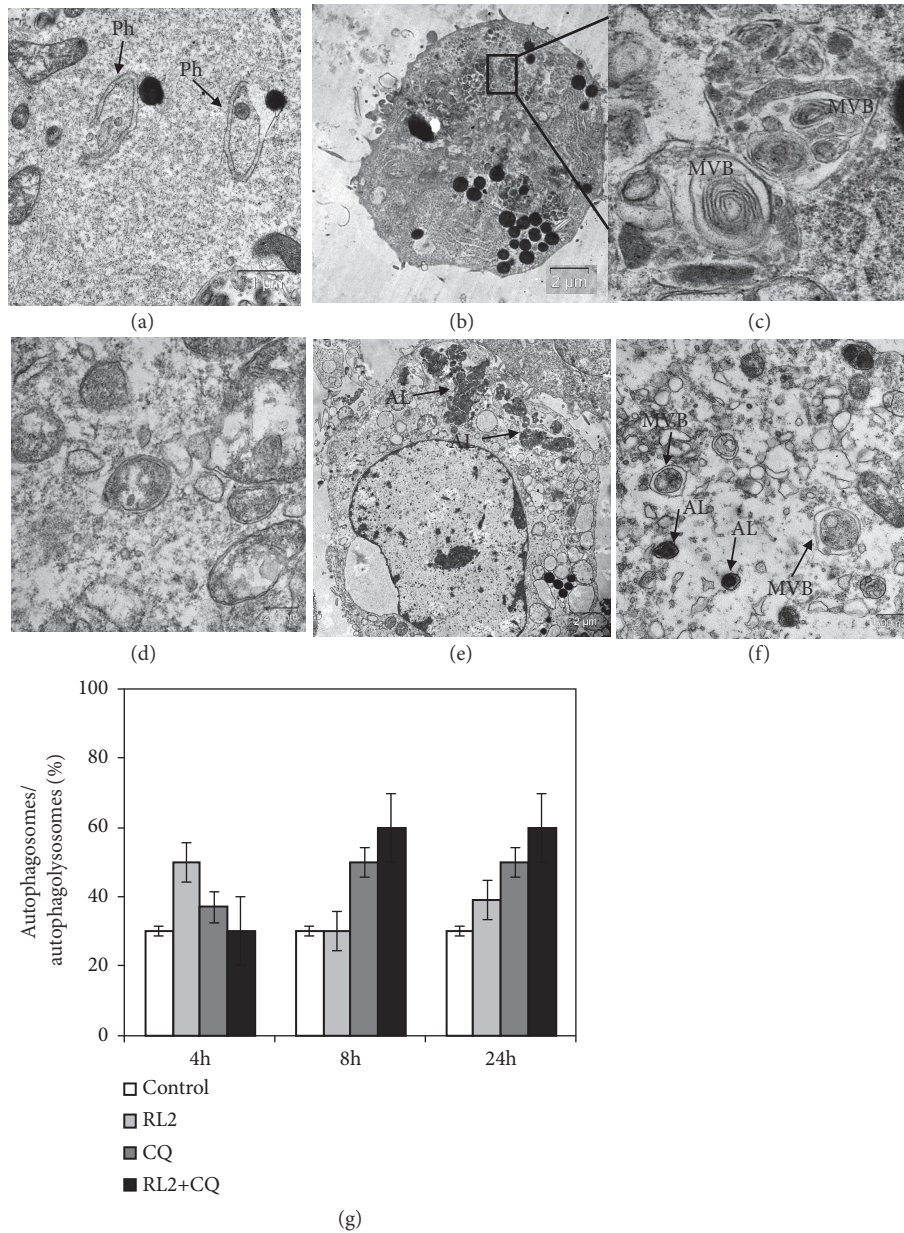 Ph
Ph
1 µm
2 µm
MVB
MVB
(a)
(b)
(c)
AL
AL
2 µm
MVB
AL
AL
MVB
(d)
(e)
(f)
100
80
60
40
20
0
Autophagosomes/
autophagolysosomes (%)
4h
8h
24h
Control
RL2
CQ
RL2+CQ
(g)